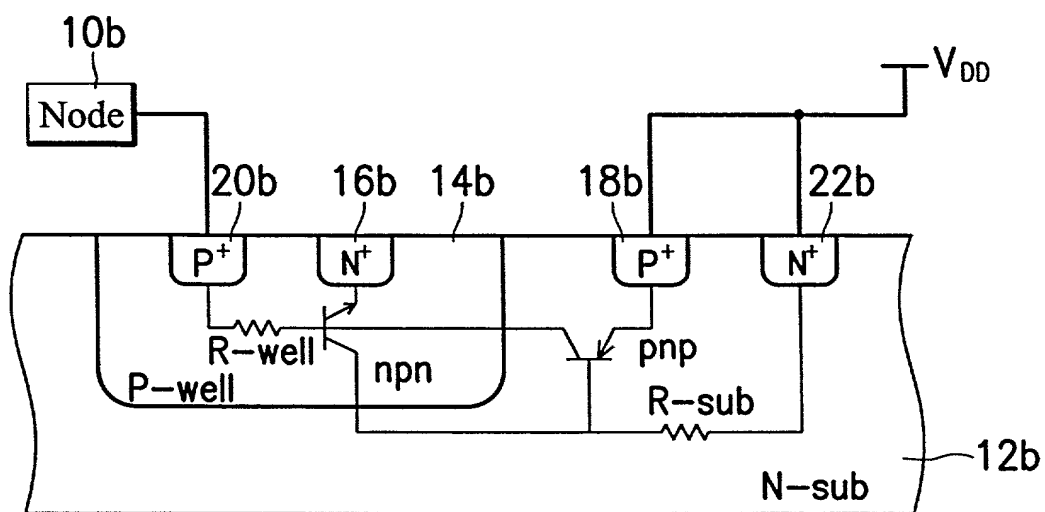 10b
Node
V_DD
20b
16b
14b
18b
22b
P+
N+
P+
N+
R-well
npn
pnp
P-well
R-sub
12b
N-sub